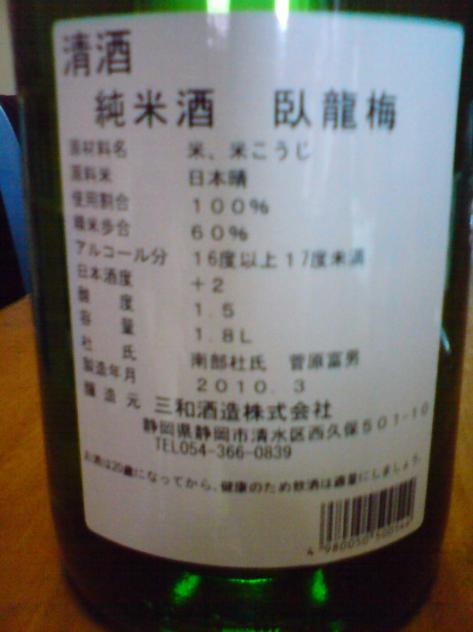 清酒
純米酒　臥龍梅
原材料名　米、米こうじ
原料米　日本晴
使用割合　100%
精米歩合　60%
アルコール分　16度以上17度未満
日本酒度　+2
酸度　1.5
容量　1.8L
杜氏　南部杜氏　菅原富男
製造年月　2010.3
醸造元　三和酒造株式会社
静岡県静岡市清水区西久保501-10
TEL054-366-0839
お酒は20歳になってから、健康のため飲酒は適量にしましょう。